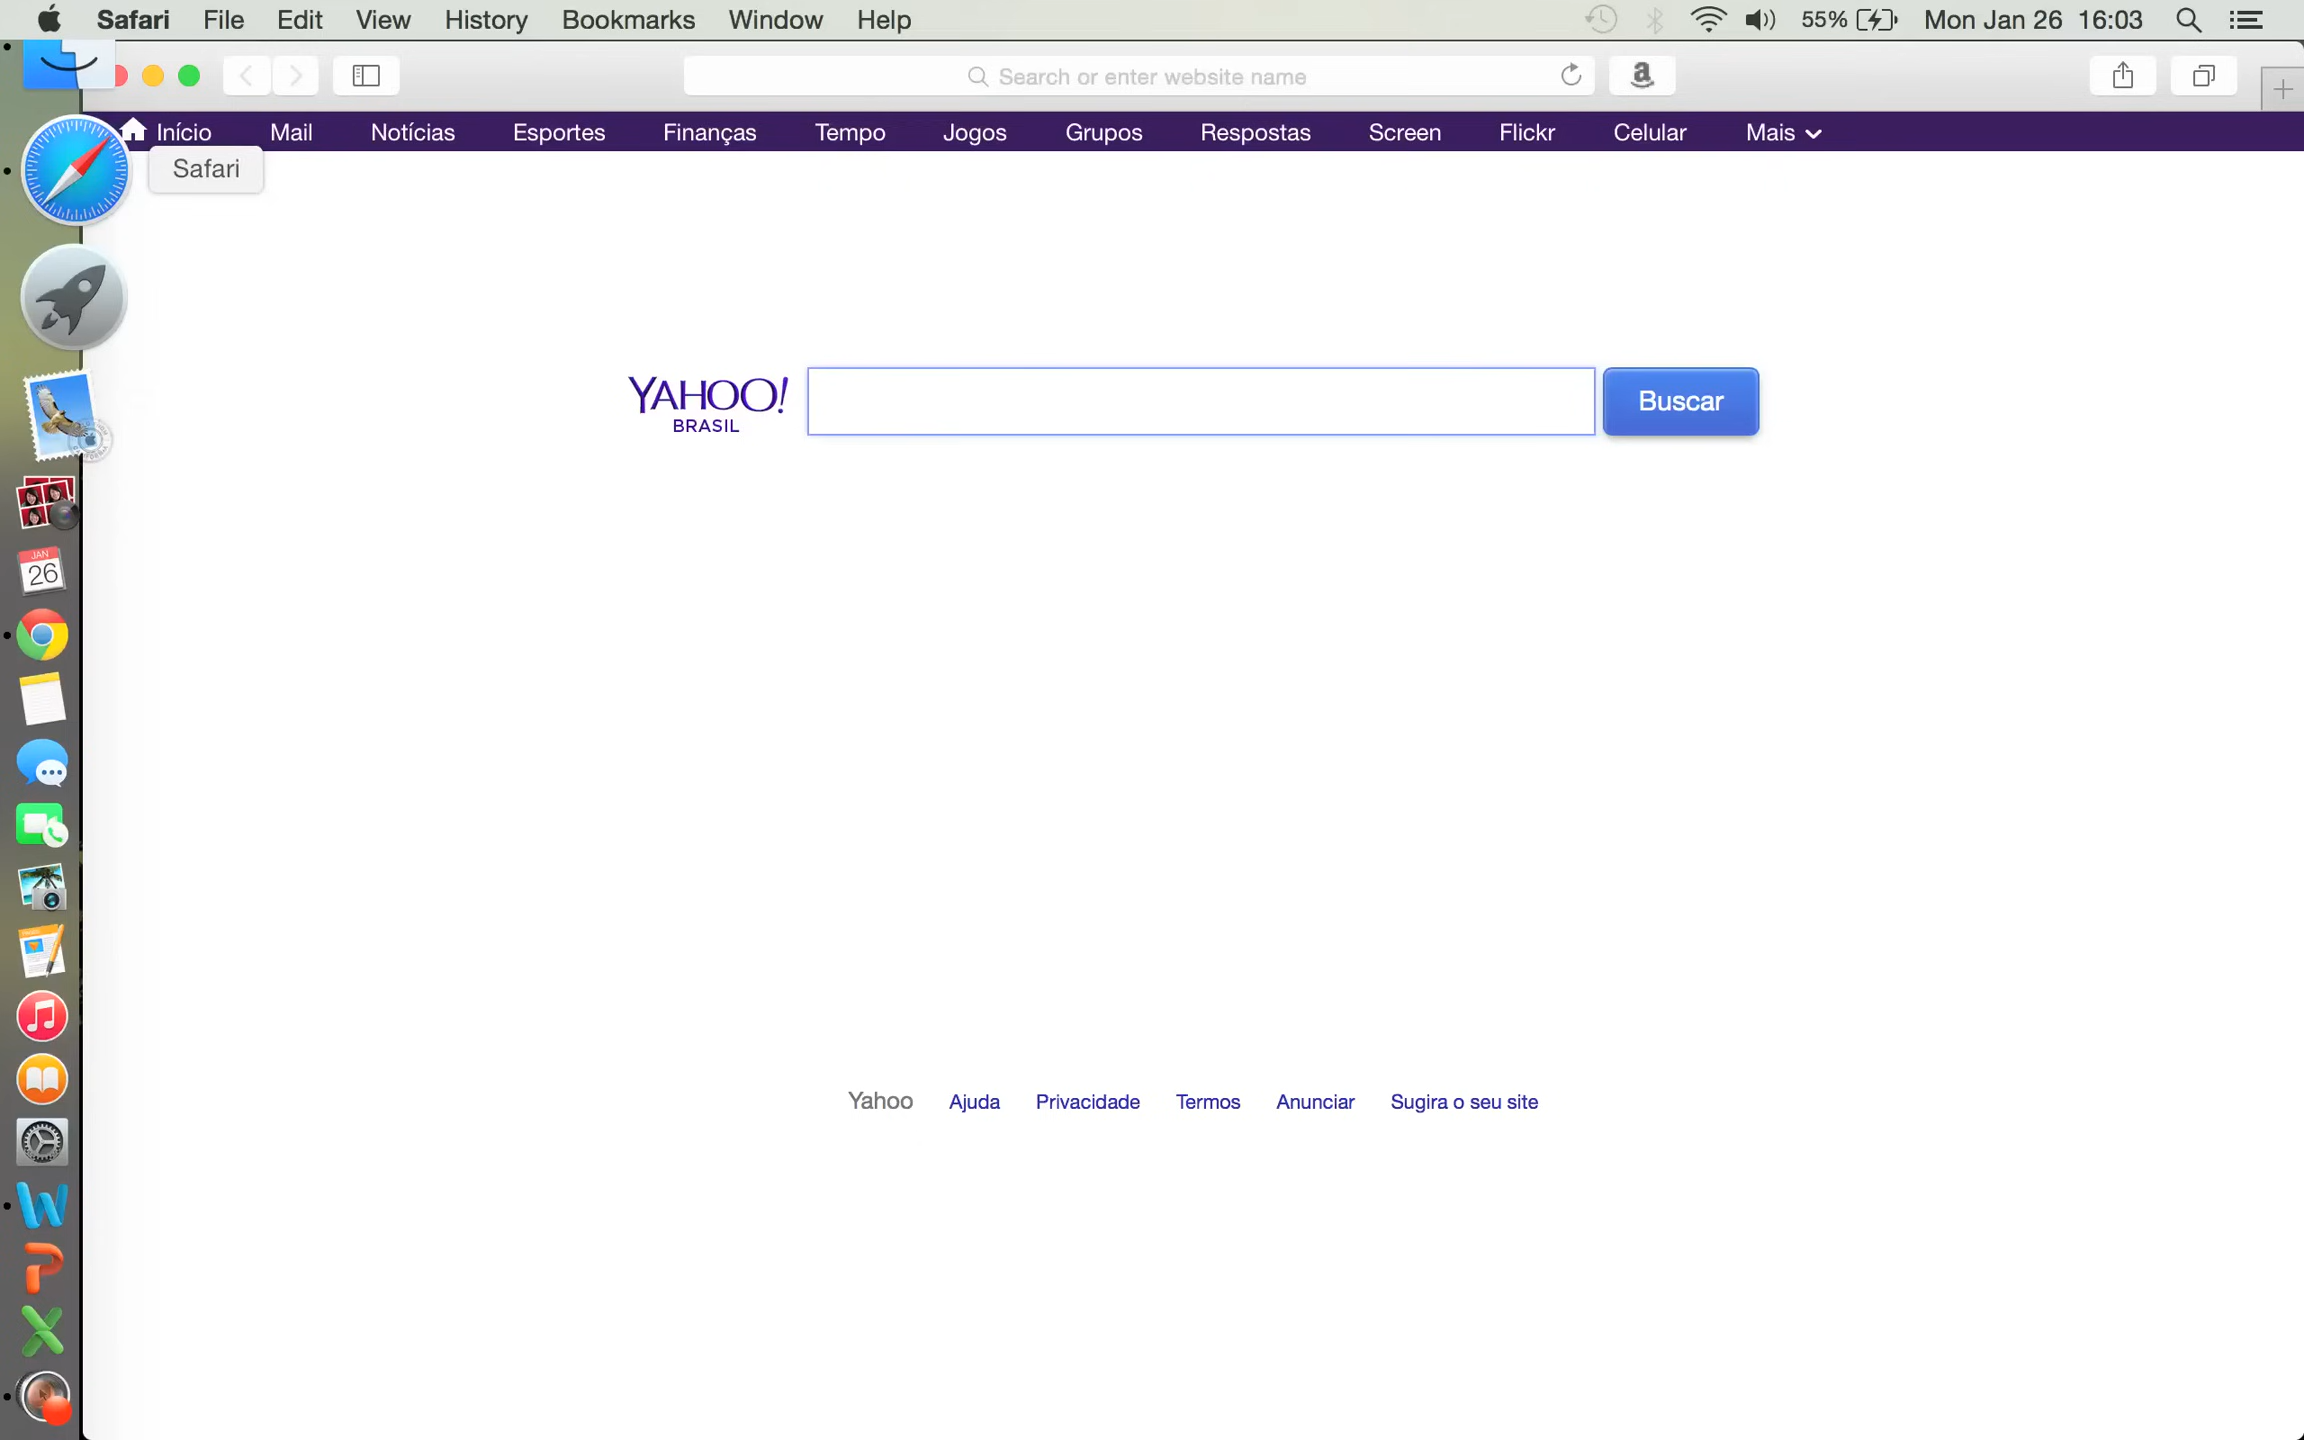 Safari File Edit View History Bookmarks Window Help 55% Mon Jan 26 16:03
Search or enter website name
Início Mail Notícias Esportes Finanças Tempo Jogos Grupos Respostas Screen Flickr Celular Mais
Safari
YAHOO!
BRASIL
Buscar
JAN
26
Yahoo Ajuda Privacidade Termos Anunciar Sugira o seu site